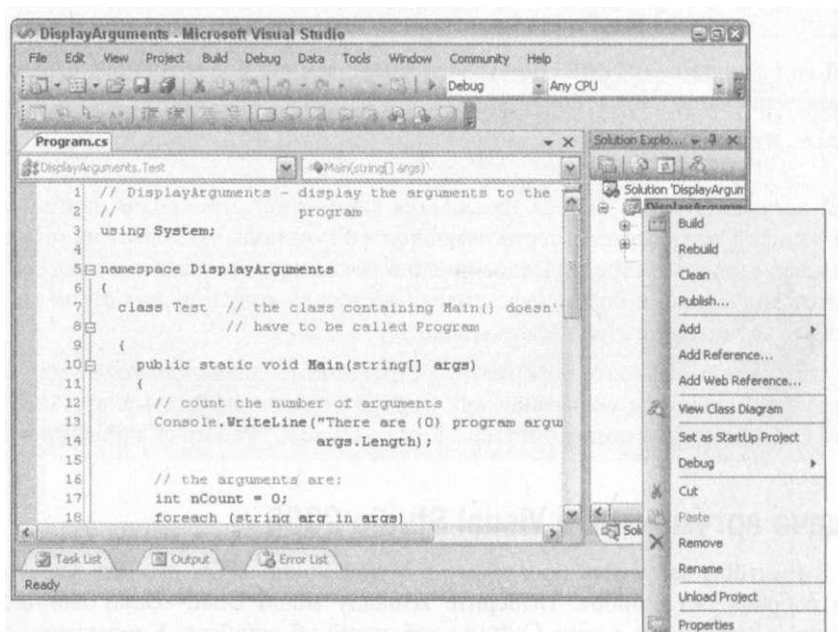 DisplayArguments - Microsoft Visual Studio
File Edit View Project Build Debug Data Tools Window Community Help
Debug Any CPU
Program.cs
Solution Explo...
DisplayArguments.Test
Main(string[] args)
Solution 'DisplayArgum
1 // DisplayArguments - display the arguments to the
2 // program
3 using System;
4
5 namespace DisplayArguments
6 {
7 class Test // the class containing Main() doesn'
8 // have to be called Program
9 {
10 public static void Main(string[] args)
11 {
12 // count the number of arguments
13 Console.WriteLine("There are {0} program argu
14 args.Length);
15
16 // the arguments are:
17 int nCount = 0;
18 foreach (string arg in args)
Build
Rebuild
Clean
Publish...
Add
Add Reference...
Add Web Reference...
View Class Diagram
Set as StartUp Project
Debug
Cut
Paste
Remove
Rename
Unload Project
Properties
Sol
Task List Output Error List
Ready